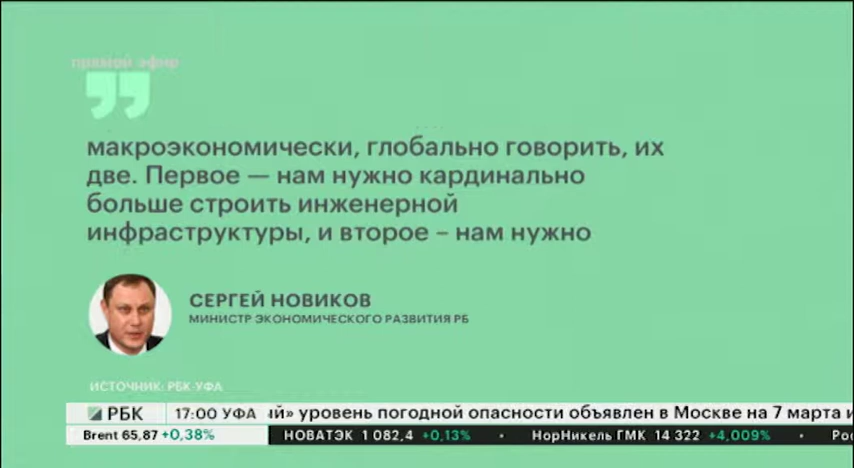 прямой эфир
макроэкономически, глобально говорить, их
две. Первое — нам нужно кардинально
больше строить инженерной
инфраструктуры, и второе – нам нужно
СЕРГЕЙ НОВИКОВ
МИНИСТР ЭКОНОМИЧЕСКОГО РАЗВИТИЯ РБ
ИСТОЧНИК: РБК-УФА
РБК 17:00 УФА ый» уровень погодной опасности объявлен в Москве на 7 марта и
Brent 65,87 +0,38% НОВАТЭК 1 082,4 +0,13% • НорНикель ГМК 14 322 +4,009% • Рос